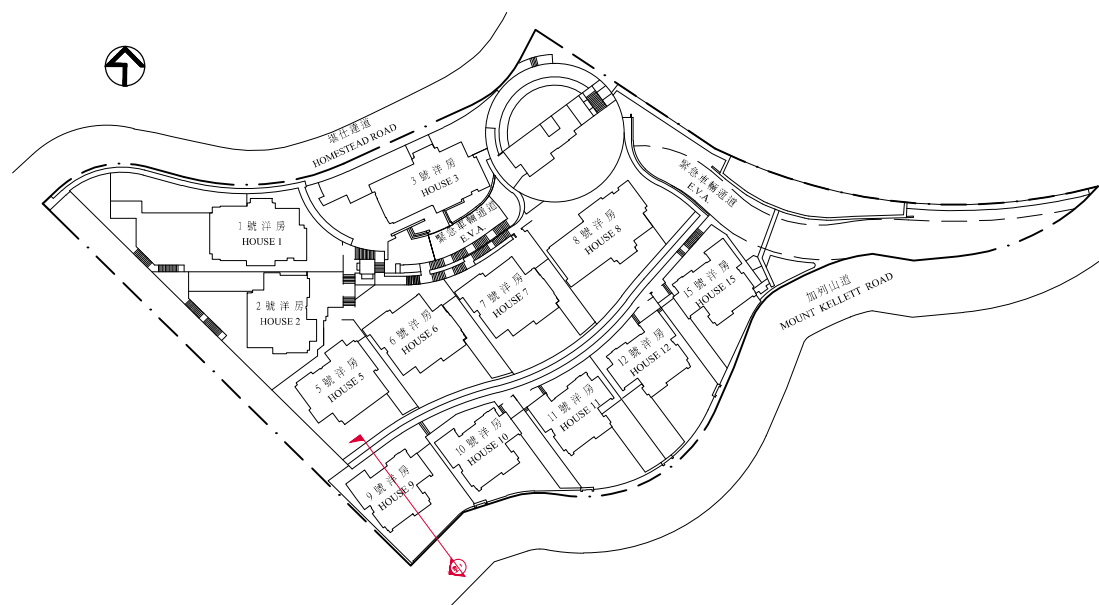 堪仕達道
HOMESTEAD ROAD
3 號 洋 房
HOUSE 3
緊急車輛通道
E.V.A.
緊急車輛通道
E.V.A.
1 號 洋 房
HOUSE 1
8 號 洋 房
HOUSE 8
2 號 洋 房
HOUSE 2
7 號 洋 房
HOUSE 7
15 號 洋 房
HOUSE 15
加列山道
MOUNT KELLETT ROAD
6 號 洋 房
HOUSE 6
12 號 洋 房
HOUSE 12
5 號 洋 房
HOUSE 5
11 號 洋 房
HOUSE 11
10 號 洋 房
HOUSE 10
9 號 洋 房
HOUSE 9